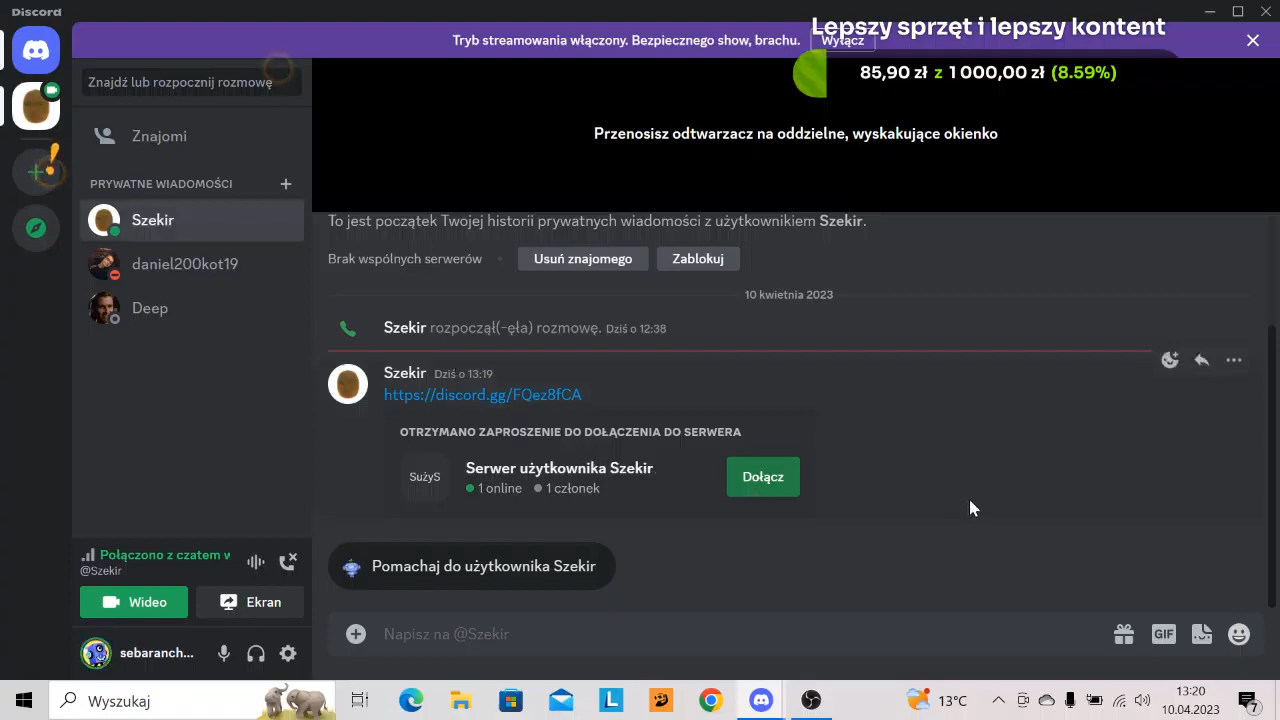 Discord
Lepszy sprzęt i lepszy kontent
Tryb streamowania włączony. Bezpiecznego show, brachu.
Wyłącz
85,90 zł z 1 000,00 zł (8.59%)
Znajdź lub rozpocznij rozmowę
Przenosisz odtwarzacz na oddzielne, wyskakujące okienko
Znajomi
PRYWATNE WIADOMOŚCI
Szekir
daniel200kot19
Deep
To jest początek Twojej historii prywatnych wiadomości z użytkownikiem Szekir.
Brak wspólnych serwerów
Usuń znajomego
Zablokuj
10 kwietnia 2023
Szekir rozpoczął(-ęła) rozmowę. Dziś o 12:38
Szekir Dziś o 13:19
https://discord.gg/FQez8fCA
OTRZYMANO ZAPROSZENIE DO DOŁĄCZENIA DO SERWERA
SużyS
Serwer użytkownika Szekir
1 online 1 członek
Dołącz
Pomachaj do użytkownika Szekir
Napisz na @Szekir
GIF
Połączono z czatem w
@Szekir
Wideo
Ekran
sebaranch...
Wyszukaj
L
13°C
13:20
10.04.2023
7